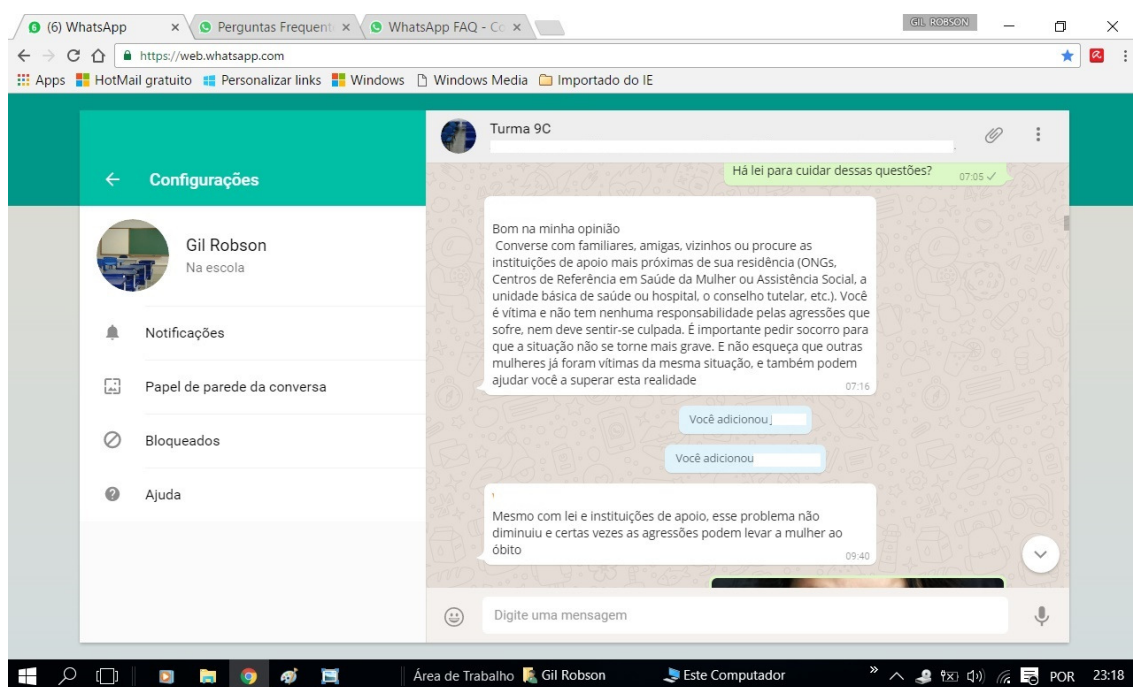 (6) WhatsApp
Perguntas Frequent
WhatsApp FAQ - Co
GIL ROBSON
https://web.whatsapp.com
Apps HotMail gratuito Personalizar links Windows Windows Media Importado do IE
Turma 9C
Configurações
Gil Robson
Na escola
Notificações
Papel de parede da conversa
Bloqueados
Ajuda
Há lei para cuidar dessas questões? 07:05
Bom na minha opinião
Converse com familiares, amigas, vizinhos ou procure as
instituições de apoio mais próximas de sua residência (ONGs,
Centros de Referência em Saúde da Mulher ou Assistência Social, a
unidade básica de saúde ou hospital, o conselho tutelar, etc.). Você
é vítima e não tem nenhuma responsabilidade pelas agressões que
sofre, nem deve sentir-se culpada. É importante pedir socorro para
que a situação não se torne mais grave. E não esqueça que outras
mulheres já foram vítimas da mesma situação, e também podem
ajudar você a superar esta realidade 07:16
Você adicionou
Você adicionou
Mesmo com lei e instituições de apoio, esse problema não
diminuiu e certas vezes as agressões podem levar a mulher ao
óbito 09:40
Digite uma mensagem
Área de Trabalho Gil Robson Este Computador POR 23:18